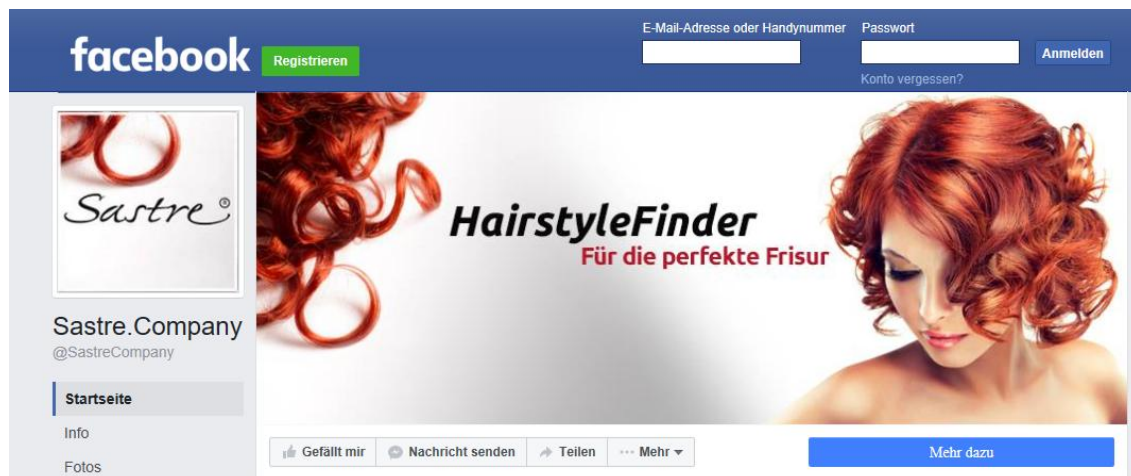 facebook
Registrieren
E-Mail-Adresse oder Handynummer
Passwort
Anmelden
Konto vergessen?
Sastre®
HairstyleFinder
Für die perfekte Frisur
Sastre.Company
@SastreCompany
Startseite
Info
Fotos
Gefällt mir
Nachricht senden
Teilen
Mehr
Mehr dazu